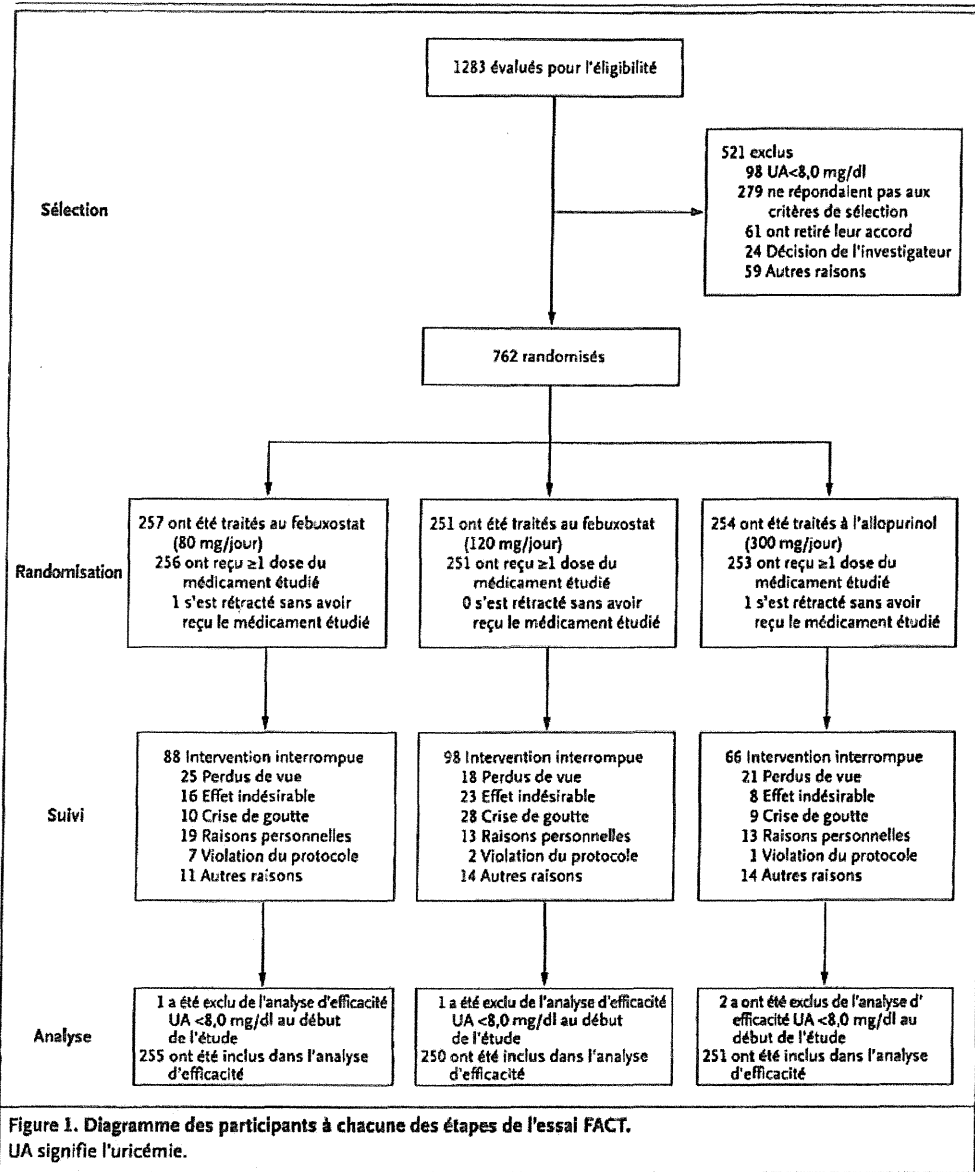 1283 évalués pour l'éligibilité
521 exclus
98 UA<8,0 mg/dl
279 ne répondaient pas aux
critères de sélection
61 ont retiré leur accord
24 Décision de l'investigateur
59 Autres raisons
Sélection
762 randomisés
Randomisation
257 ont été traités au febuxostat
(80 mg/jour)
256 ont reçu ≥1 dose du
médicament étudié
1 s'est rétracté sans avoir
reçu le médicament étudié
251 ont été traités au febuxostat
(120 mg/jour)
251 ont reçu ≥1 dose du
médicament étudié
0 s'est rétracté sans avoir
reçu le médicament étudié
254 ont été traités à l'allopurinol
(300 mg/jour)
253 ont reçu ≥1 dose du
médicament étudié
1 s'est rétracté sans avoir
reçu le médicament étudié
Suivi
88 Intervention interrompue
25 Perdus de vue
16 Effet indésirable
10 Crise de goutte
19 Raisons personnelles
7 Violation du protocole
11 Autres raisons
98 Intervention interrompue
18 Perdus de vue
23 Effet indésirable
28 Crise de goutte
13 Raisons personnelles
2 Violation du protocole
14 Autres raisons
66 Intervention interrompue
21 Perdus de vue
8 Effet indésirable
9 Crise de goutte
13 Raisons personnelles
1 Violation du protocole
14 Autres raisons
Analyse
1 a été exclu de l'analyse d'efficacité
UA <8,0 mg/dl au début
de l'étude
255 ont été inclus dans l'analyse
d'efficacité
1 a été exclu de l'analyse d'efficacité
UA <8,0 mg/dl au début
de l'étude
250 ont été inclus dans l'analyse
d'efficacité
2 a ont été exclus de l'analyse d'
efficacité UA <8,0 mg/dl au
début de l'étude
251 ont été inclus dans l'analyse
d'efficacité
Figure 1. Diagramme des participants à chacune des étapes de l'essai FACT.
UA signifie l'uricémie.